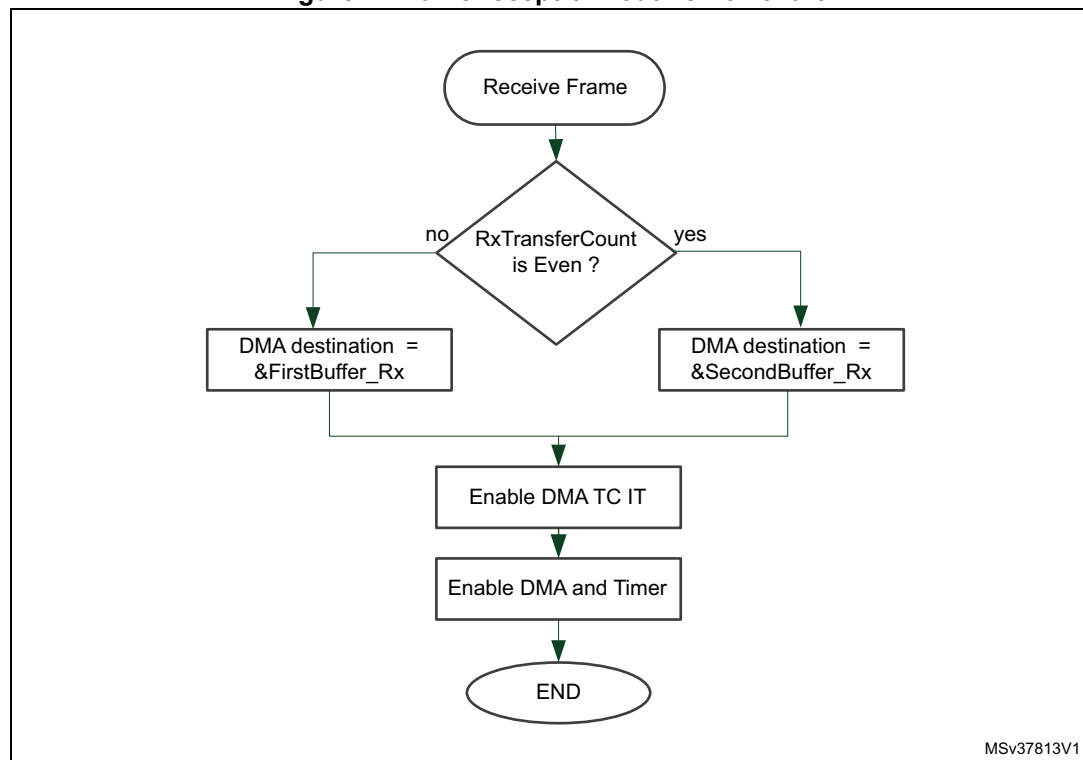 Receive Frame
no
RxTransferCount
is Even ?
yes
DMA destination =
&FirstBuffer_Rx
DMA destination =
&SecondBuffer_Rx
Enable DMA TC IT
Enable DMA and Timer
END
MSv37813V1